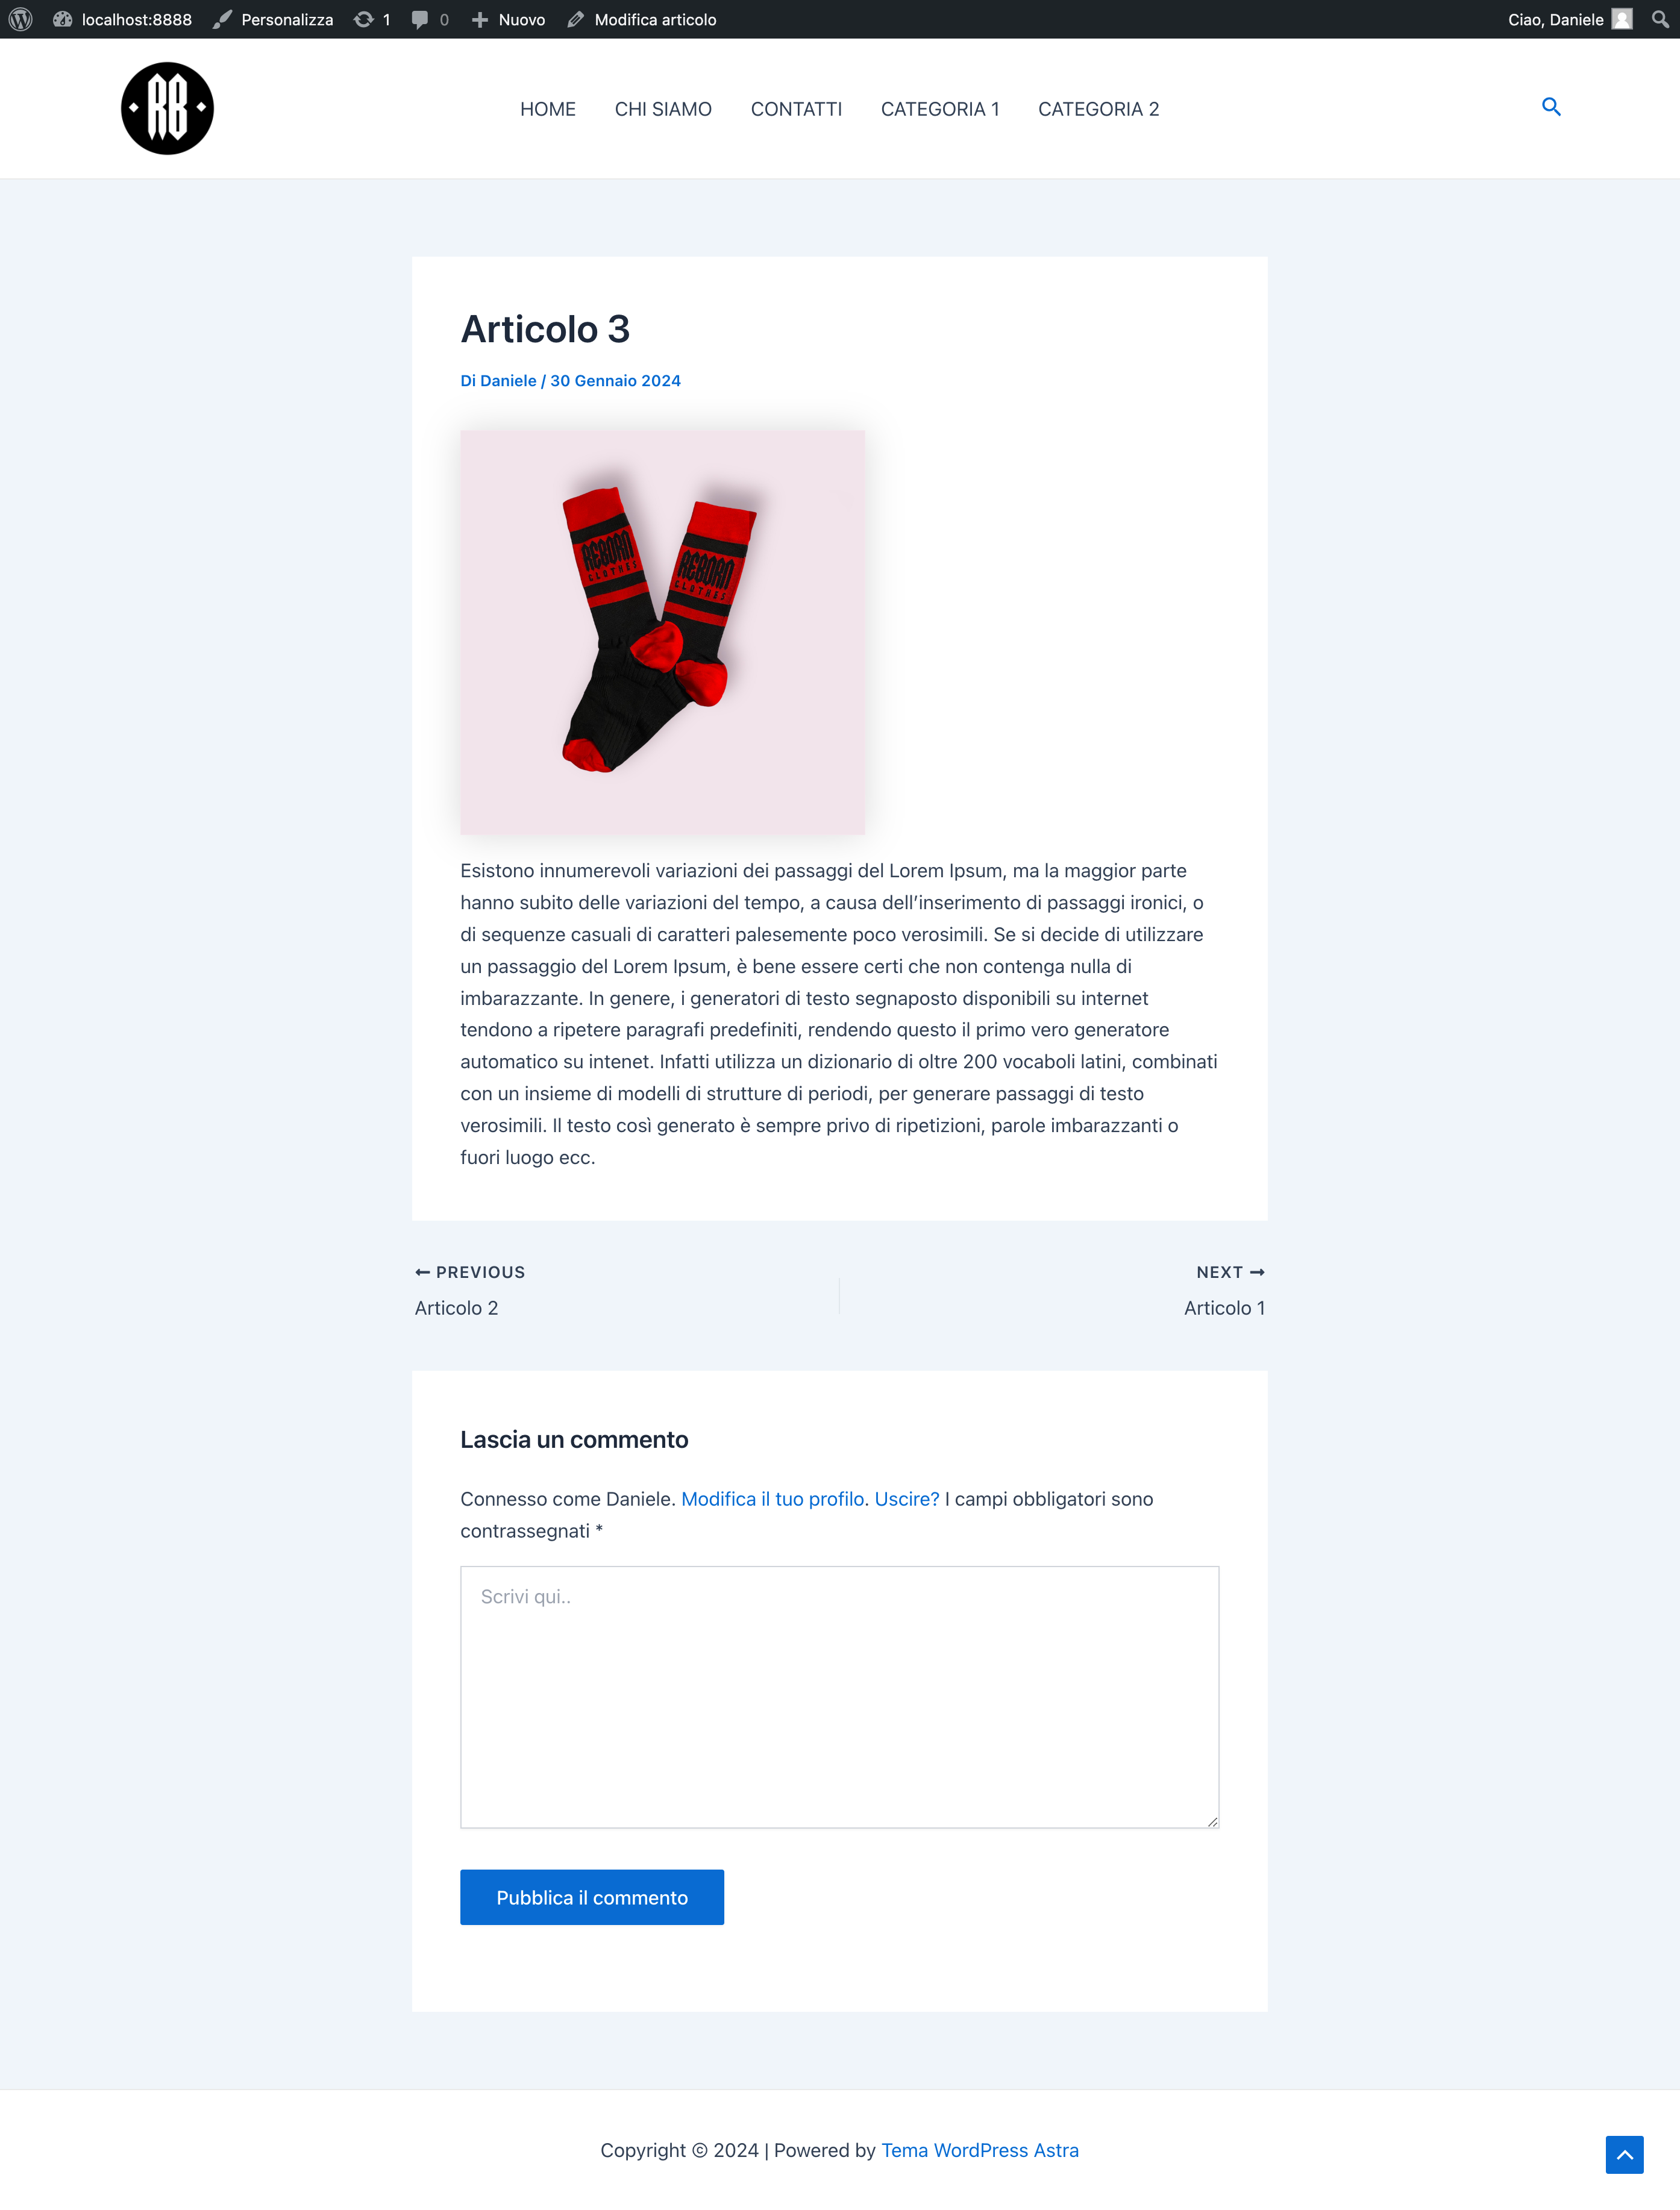 localhost:8888 Personalizza 1 0 Nuovo Modifica articolo Ciao, Daniele
RB
HOME CHI SIAMO CONTATTI CATEGORIA 1 CATEGORIA 2
Articolo 3
Di Daniele / 30 Gennaio 2024
REBORN REBORN
CLOTHES CLOTHES
Esistono innumerevoli variazioni dei passaggi del Lorem Ipsum, ma la maggior parte
hanno subito delle variazioni del tempo, a causa dell’inserimento di passaggi ironici, o
di sequenze casuali di caratteri palesemente poco verosimili. Se si decide di utilizzare
un passaggio del Lorem Ipsum, è bene essere certi che non contenga nulla di
imbarazzante. In genere, i generatori di testo segnaposto disponibili su internet
tendono a ripetere paragrafi predefiniti, rendendo questo il primo vero generatore
automatico su intenet. Infatti utilizza un dizionario di oltre 200 vocaboli latini, combinati
con un insieme di modelli di strutture di periodi, per generare passaggi di testo
verosimili. Il testo così generato è sempre privo di ripetizioni, parole imbarazzanti o
fuori luogo ecc.
← PREVIOUS NEXT →
Articolo 2 Articolo 1
Lascia un commento
Connesso come Daniele. Modifica il tuo profilo. Uscire? I campi obbligatori sono
contrassegnati *
Scrivi qui..
Pubblica il commento
Copyright © 2024 | Powered by Tema WordPress Astra